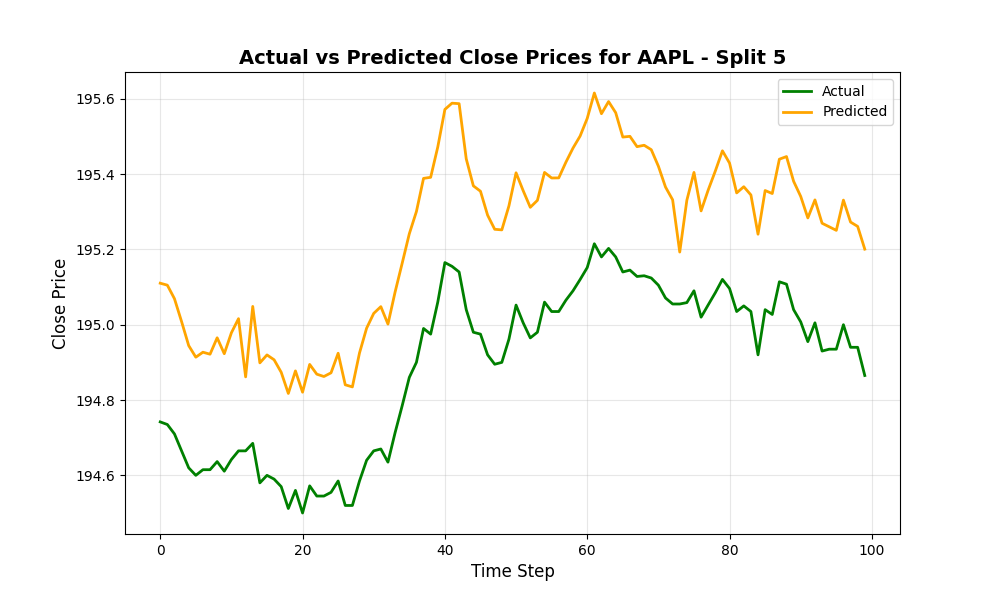 Actual vs Predicted Close Prices for AAPL - Split 5
Actual
Predicted
Close Price
195.6
195.4
195.2
195.0
194.8
194.6
0 20 40 60 80 100
Time Step